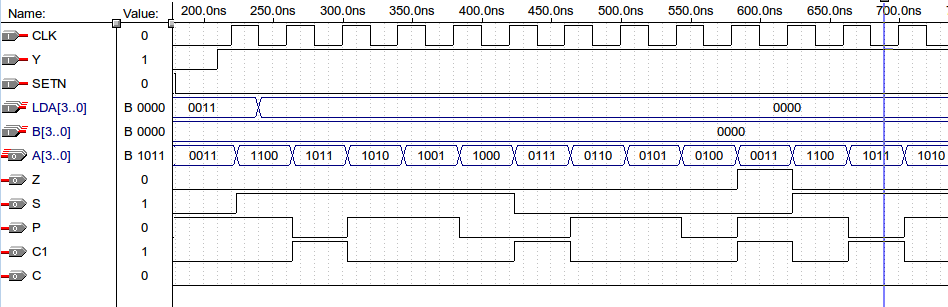 Name: Value: 200.0ns 250.0ns 300.0ns 350.0ns 400.0ns 450.0ns 500.0ns 550.0ns 600.0ns 650.0ns 700.0ns
CLK 0
Y 1
SETN 0
LDA[3..0] B 0000 0011 0000
B[3..0] B 0000 0000
A[3..0] B 1011 0011 1100 1011 1010 1001 1000 0111 0110 0101 0100 0011 1100 1011 1010
Z 0
S 1
P 0
C1 1
C 0